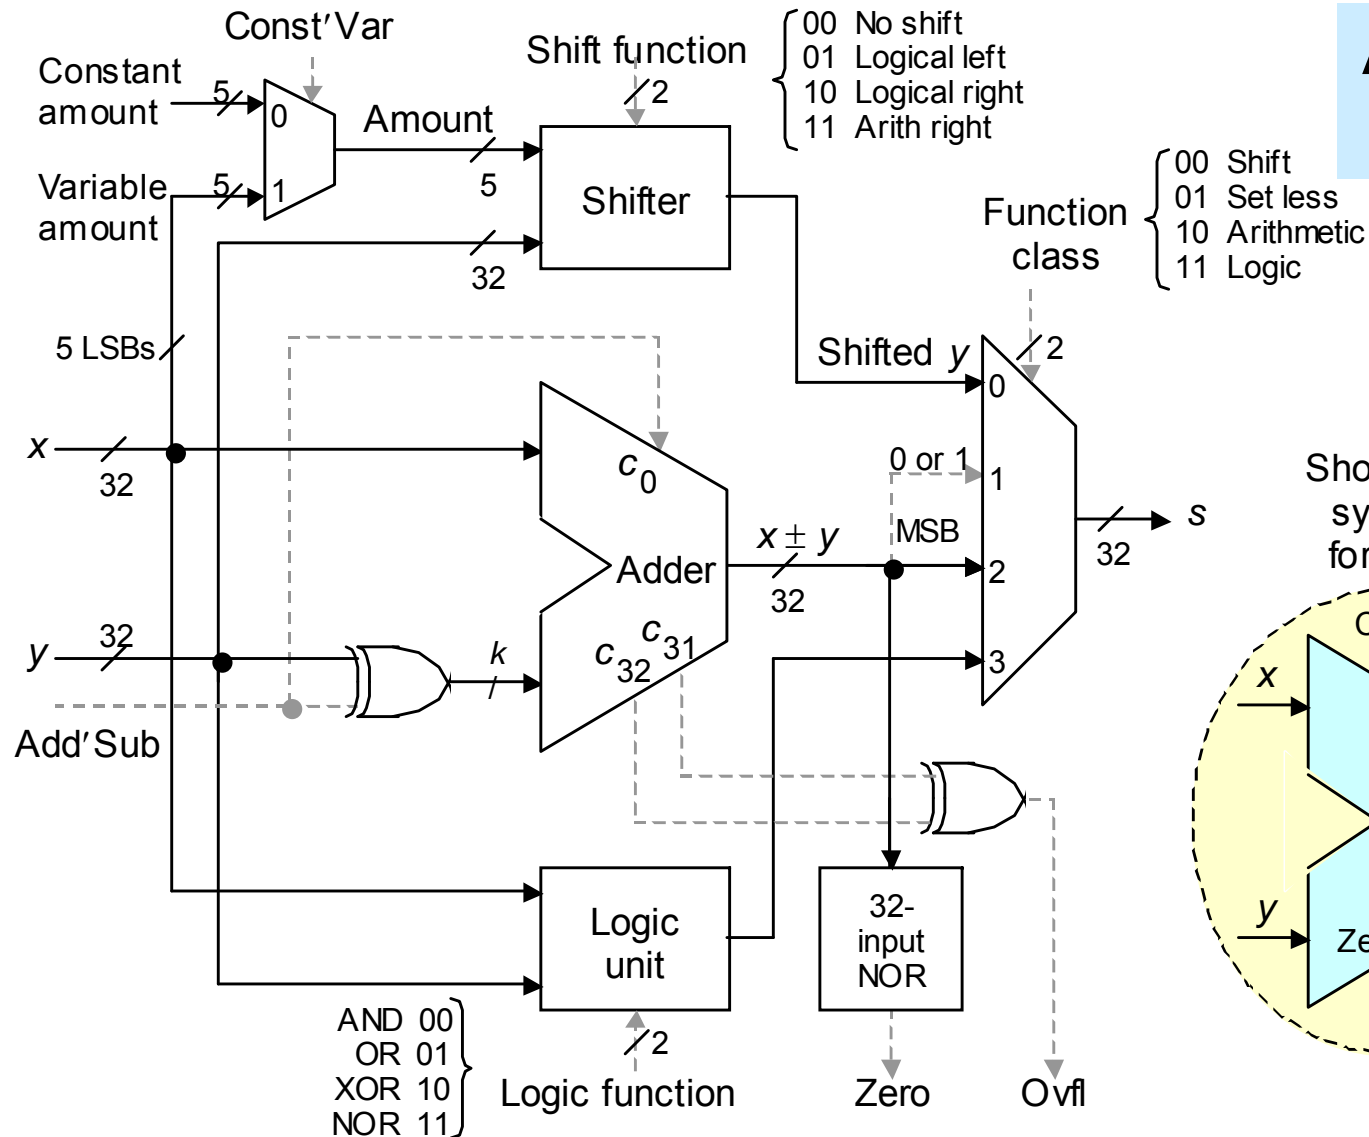 Const′Var
Constant
amount
5
0
Variable
amount
5
1
Amount
5
Shift function
2
00 No shift
01 Logical left
10 Logical right
11 Arith right
Shifter
32
Function
class
00 Shift
01 Set less
10 Arithmetic
11 Logic
2
5 LSBs
Shifted y
0
x
32
c0
0 or 1
1
MSB
x ± y
32
2
Adder
s
32
y
32
k
c31
c32
3
Add′Sub
Logic
unit
32-
input
NOR
AND 00
OR 01
XOR 10
NOR 11
2
Logic function
Zero
Ovfl
x
y